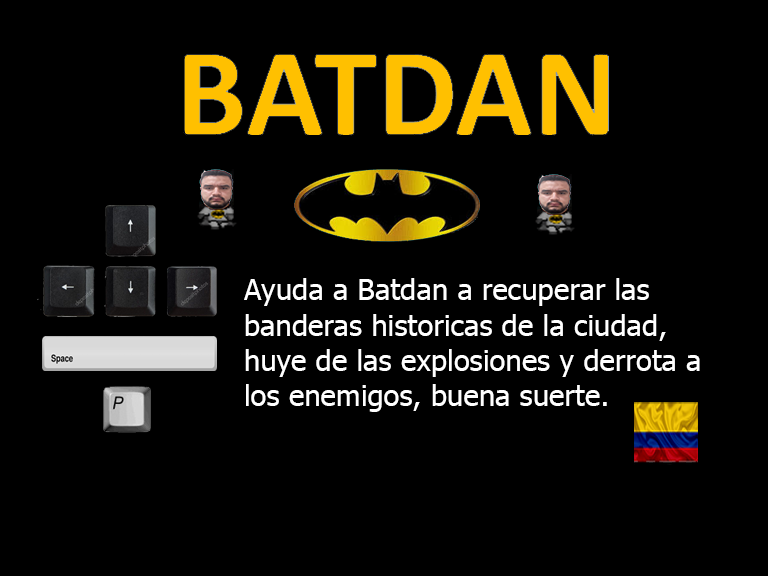 BATDAN
Ayuda a Batdan a recuperar las
banderas historicas de la ciudad,
huye de las explosiones y derrota a
los enemigos, buena suerte.
Space
P